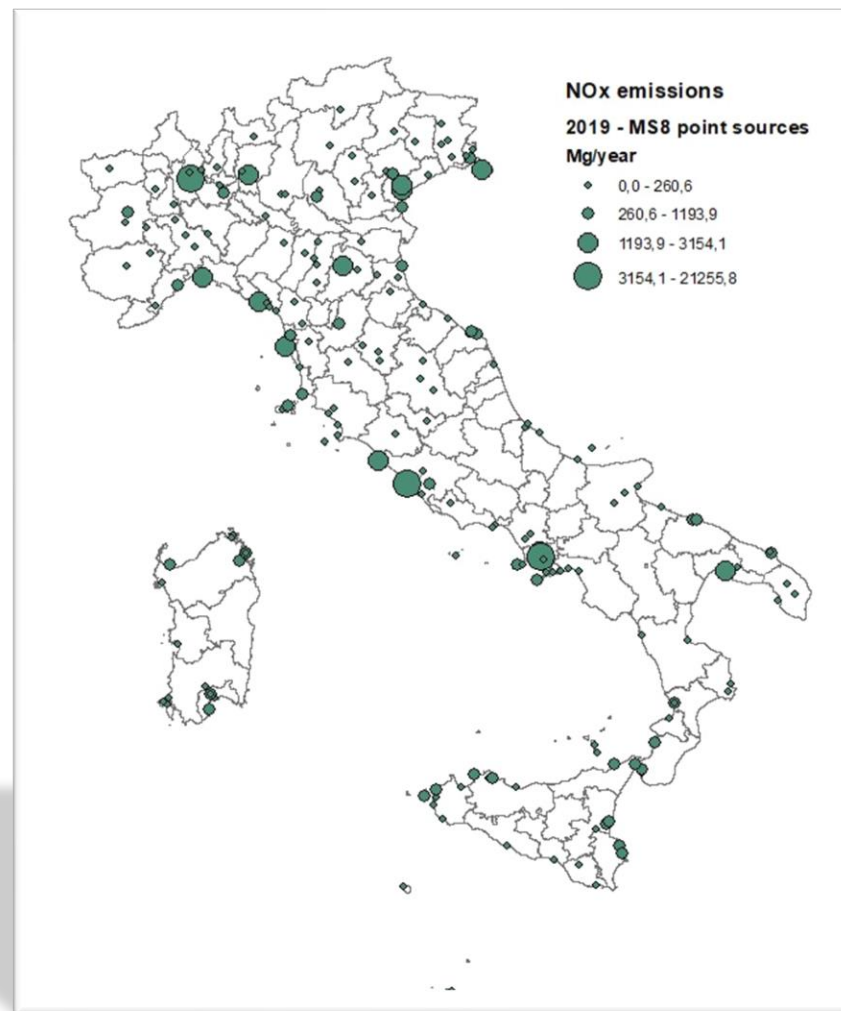 NOx emissions
2019 - MS8 point sources
Mg/year
0,0 - 260,6
260,6 - 1193,9
1193,9 - 3154,1
3154,1 - 21255,8